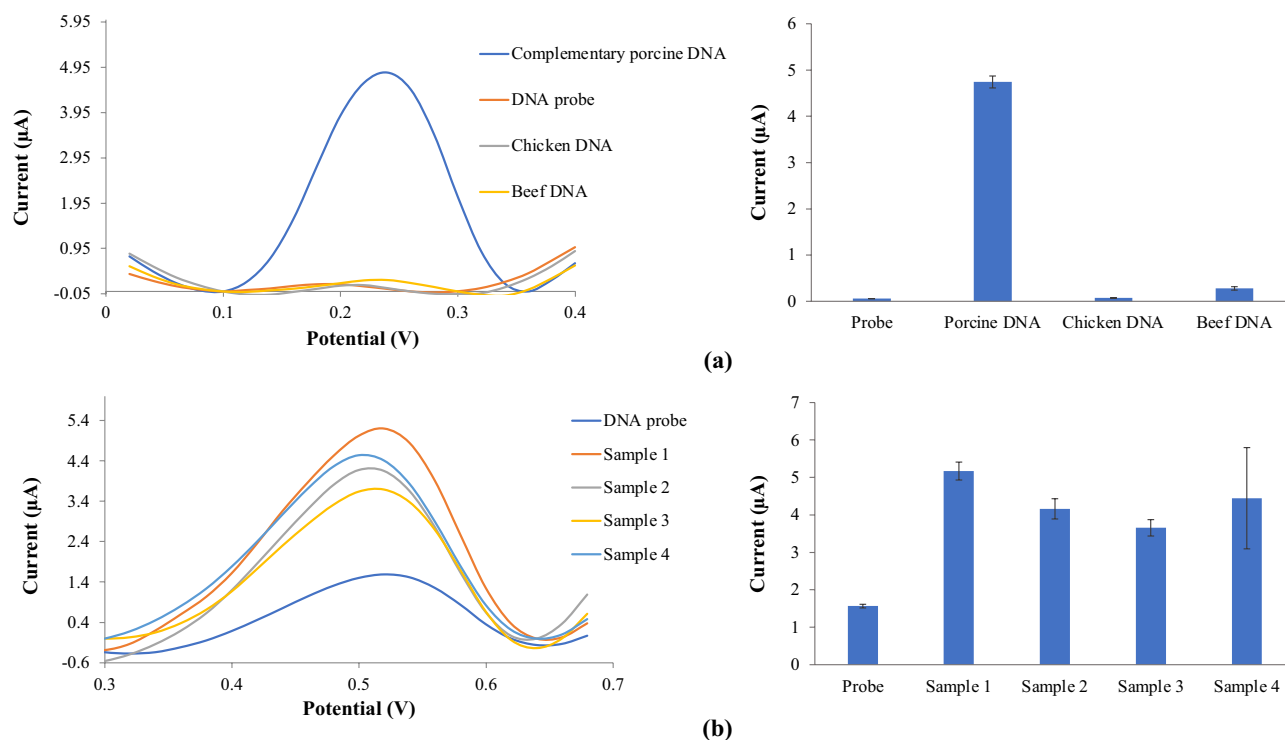 5.95
4.95
3.95
2.95
1.95
0.95
-0.05
Current (µA)
0
0.1
0.2
0.3
0.4
Potential (V)
Complementary porcine DNA
DNA probe
Chicken DNA
Beef DNA
6
5
4
3
2
1
0
Current (µA)
Probe
Porcine DNA
Chicken DNA
Beef DNA
(a)
5.4
4.4
3.4
2.4
1.4
0.4
-0.6
Current (µA)
0.3
0.4
0.5
0.6
0.7
Potential (V)
DNA probe
Sample 1
Sample 2
Sample 3
Sample 4
7
6
5
4
3
2
1
0
Current (µA)
Probe
Sample 1
Sample 2
Sample 3
Sample 4
(b)